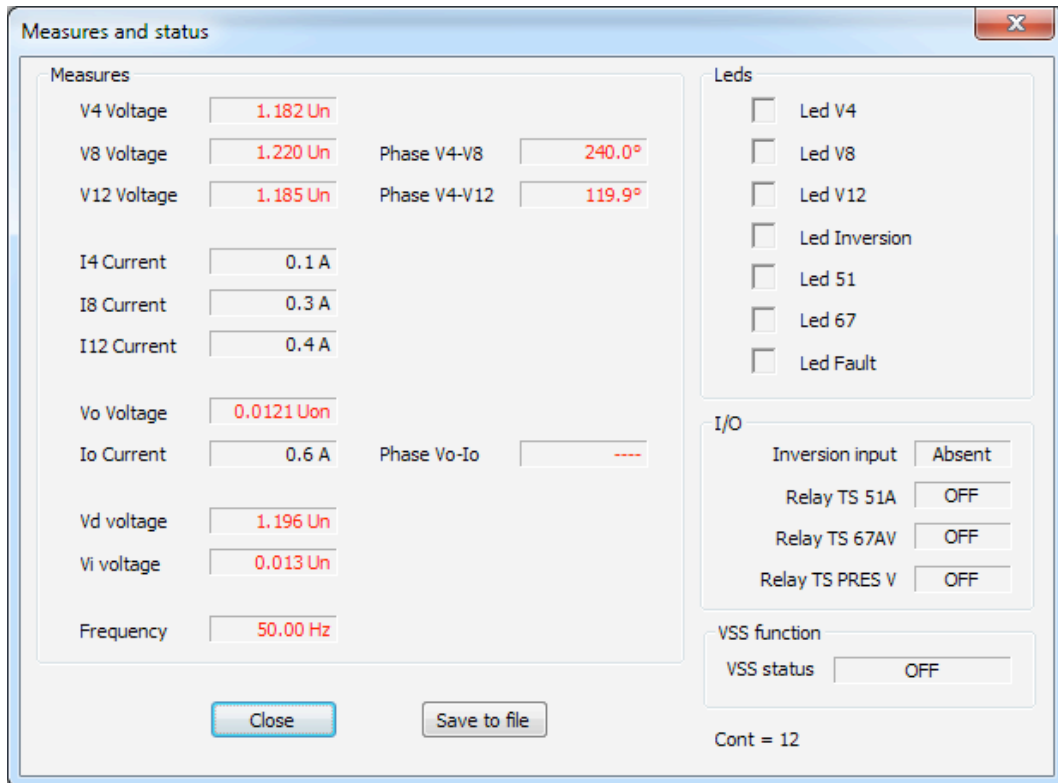 Measures and status
Measures
V4 Voltage 1.182 Un
V8 Voltage 1.220 Un Phase V4-V8 240.0°
V12 Voltage 1.185 Un Phase V4-V12 119.9°
I4 Current 0.1 A
I8 Current 0.3 A
I12 Current 0.4 A
Vo Voltage 0.0121 Uon
Io Current 0.6 A Phase Vo-Io ----
Vd voltage 1.196 Un
Vi voltage 0.013 Un
Frequency 50.00 Hz
Close Save to file
Leds
Led V4
Led V8
Led V12
Led Inversion
Led 51
Led 67
Led Fault
I/O
Inversion input Absent
Relay TS 51A OFF
Relay TS 67AV OFF
Relay TS PRES V OFF
VSS function
VSS status OFF
Cont = 12